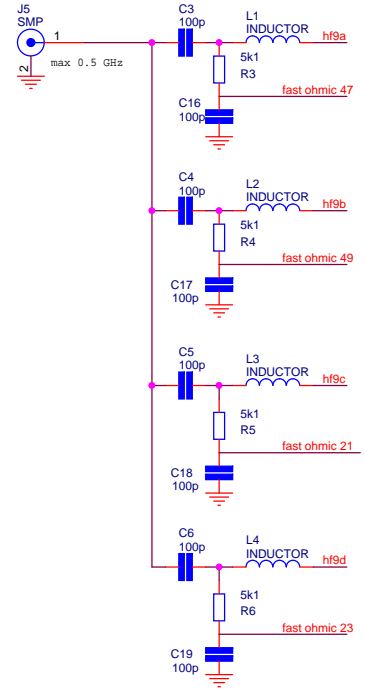 J5
SMP
1
2
max 0.5 GHz
C3
100p
L1
INDUCTOR
hf9a
5k1
R3
fast ohmic 47
C16
100p
C4
100p
L2
INDUCTOR
hf9b
5k1
R4
fast ohmic 49
C17
100p
C5
100p
L3
INDUCTOR
hf9c
5k1
R5
fast ohmic 21
C18
100p
C6
100p
L4
INDUCTOR
hf9d
5k1
R6
fast ohmic 23
C19
100p